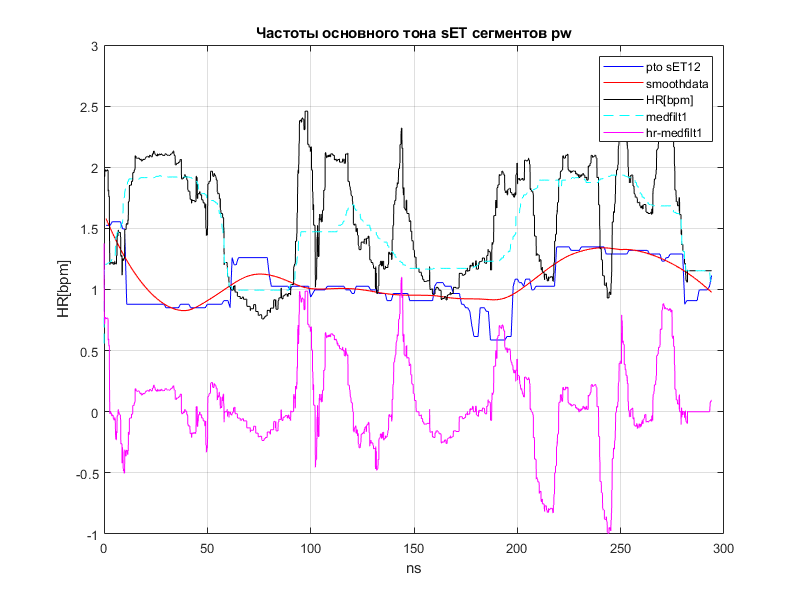 Частоты основного тона sET сегментов pw
3
2.5
2
1.5
1
0.5
0
-0.5
-1
HR[bpm]
pto sET12
smoothdata
HR[bpm]
medfilt1
hr-medfilt1
0
50
100
150
200
250
300
ns